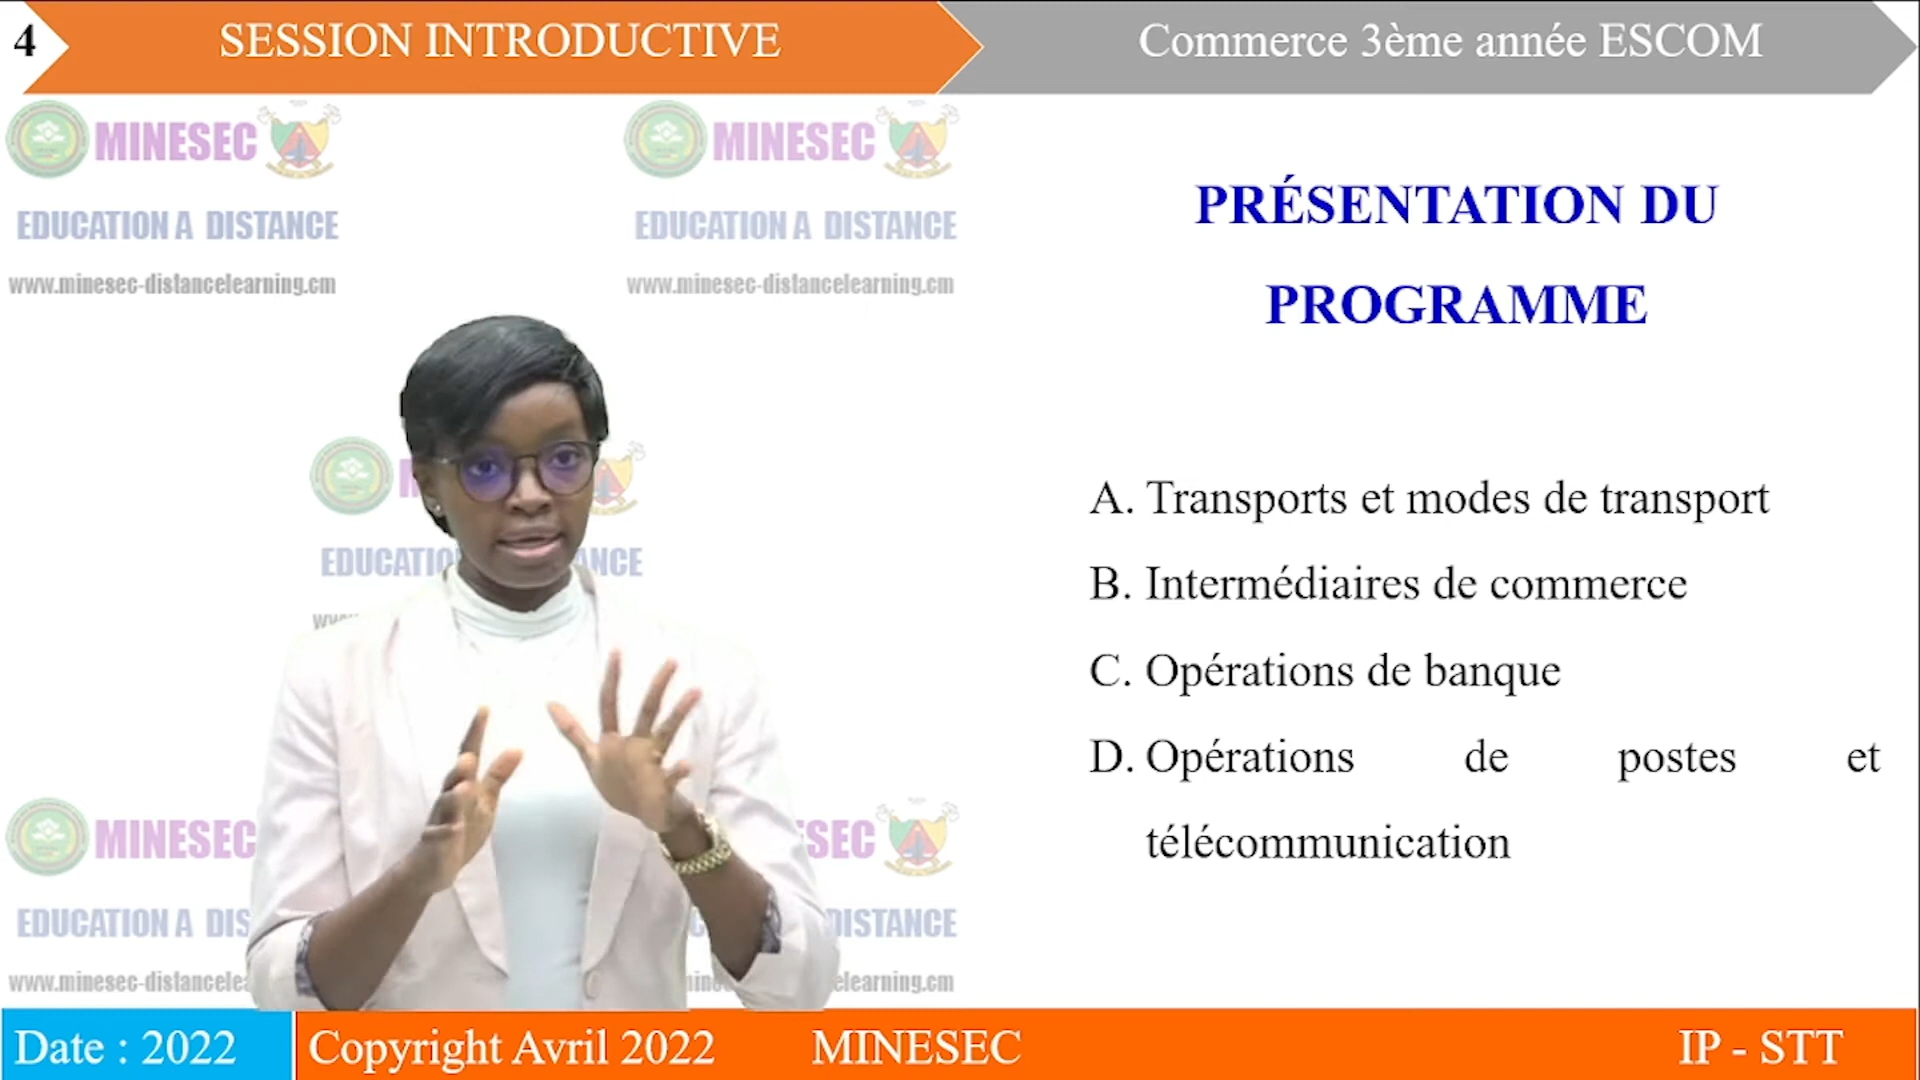 4
SESSION INTRODUCTIVE
Commerce 3ème année ESCOM
MINESEC
EDUCATION A DISTANCE
www.minesec-distancelearning.cm
MINESEC
EDUCATION A DISTANCE
www.minesec-distancelearning.cm
PRÉSENTATION DU
PROGRAMME
A. Transports et modes de transport
B. Intermédiaires de commerce
C. Opérations de banque
D. Opérations de postes et
télécommunication
MINESEC
Date : 2022
Copyright Avril 2022
MINESEC
IP - STT